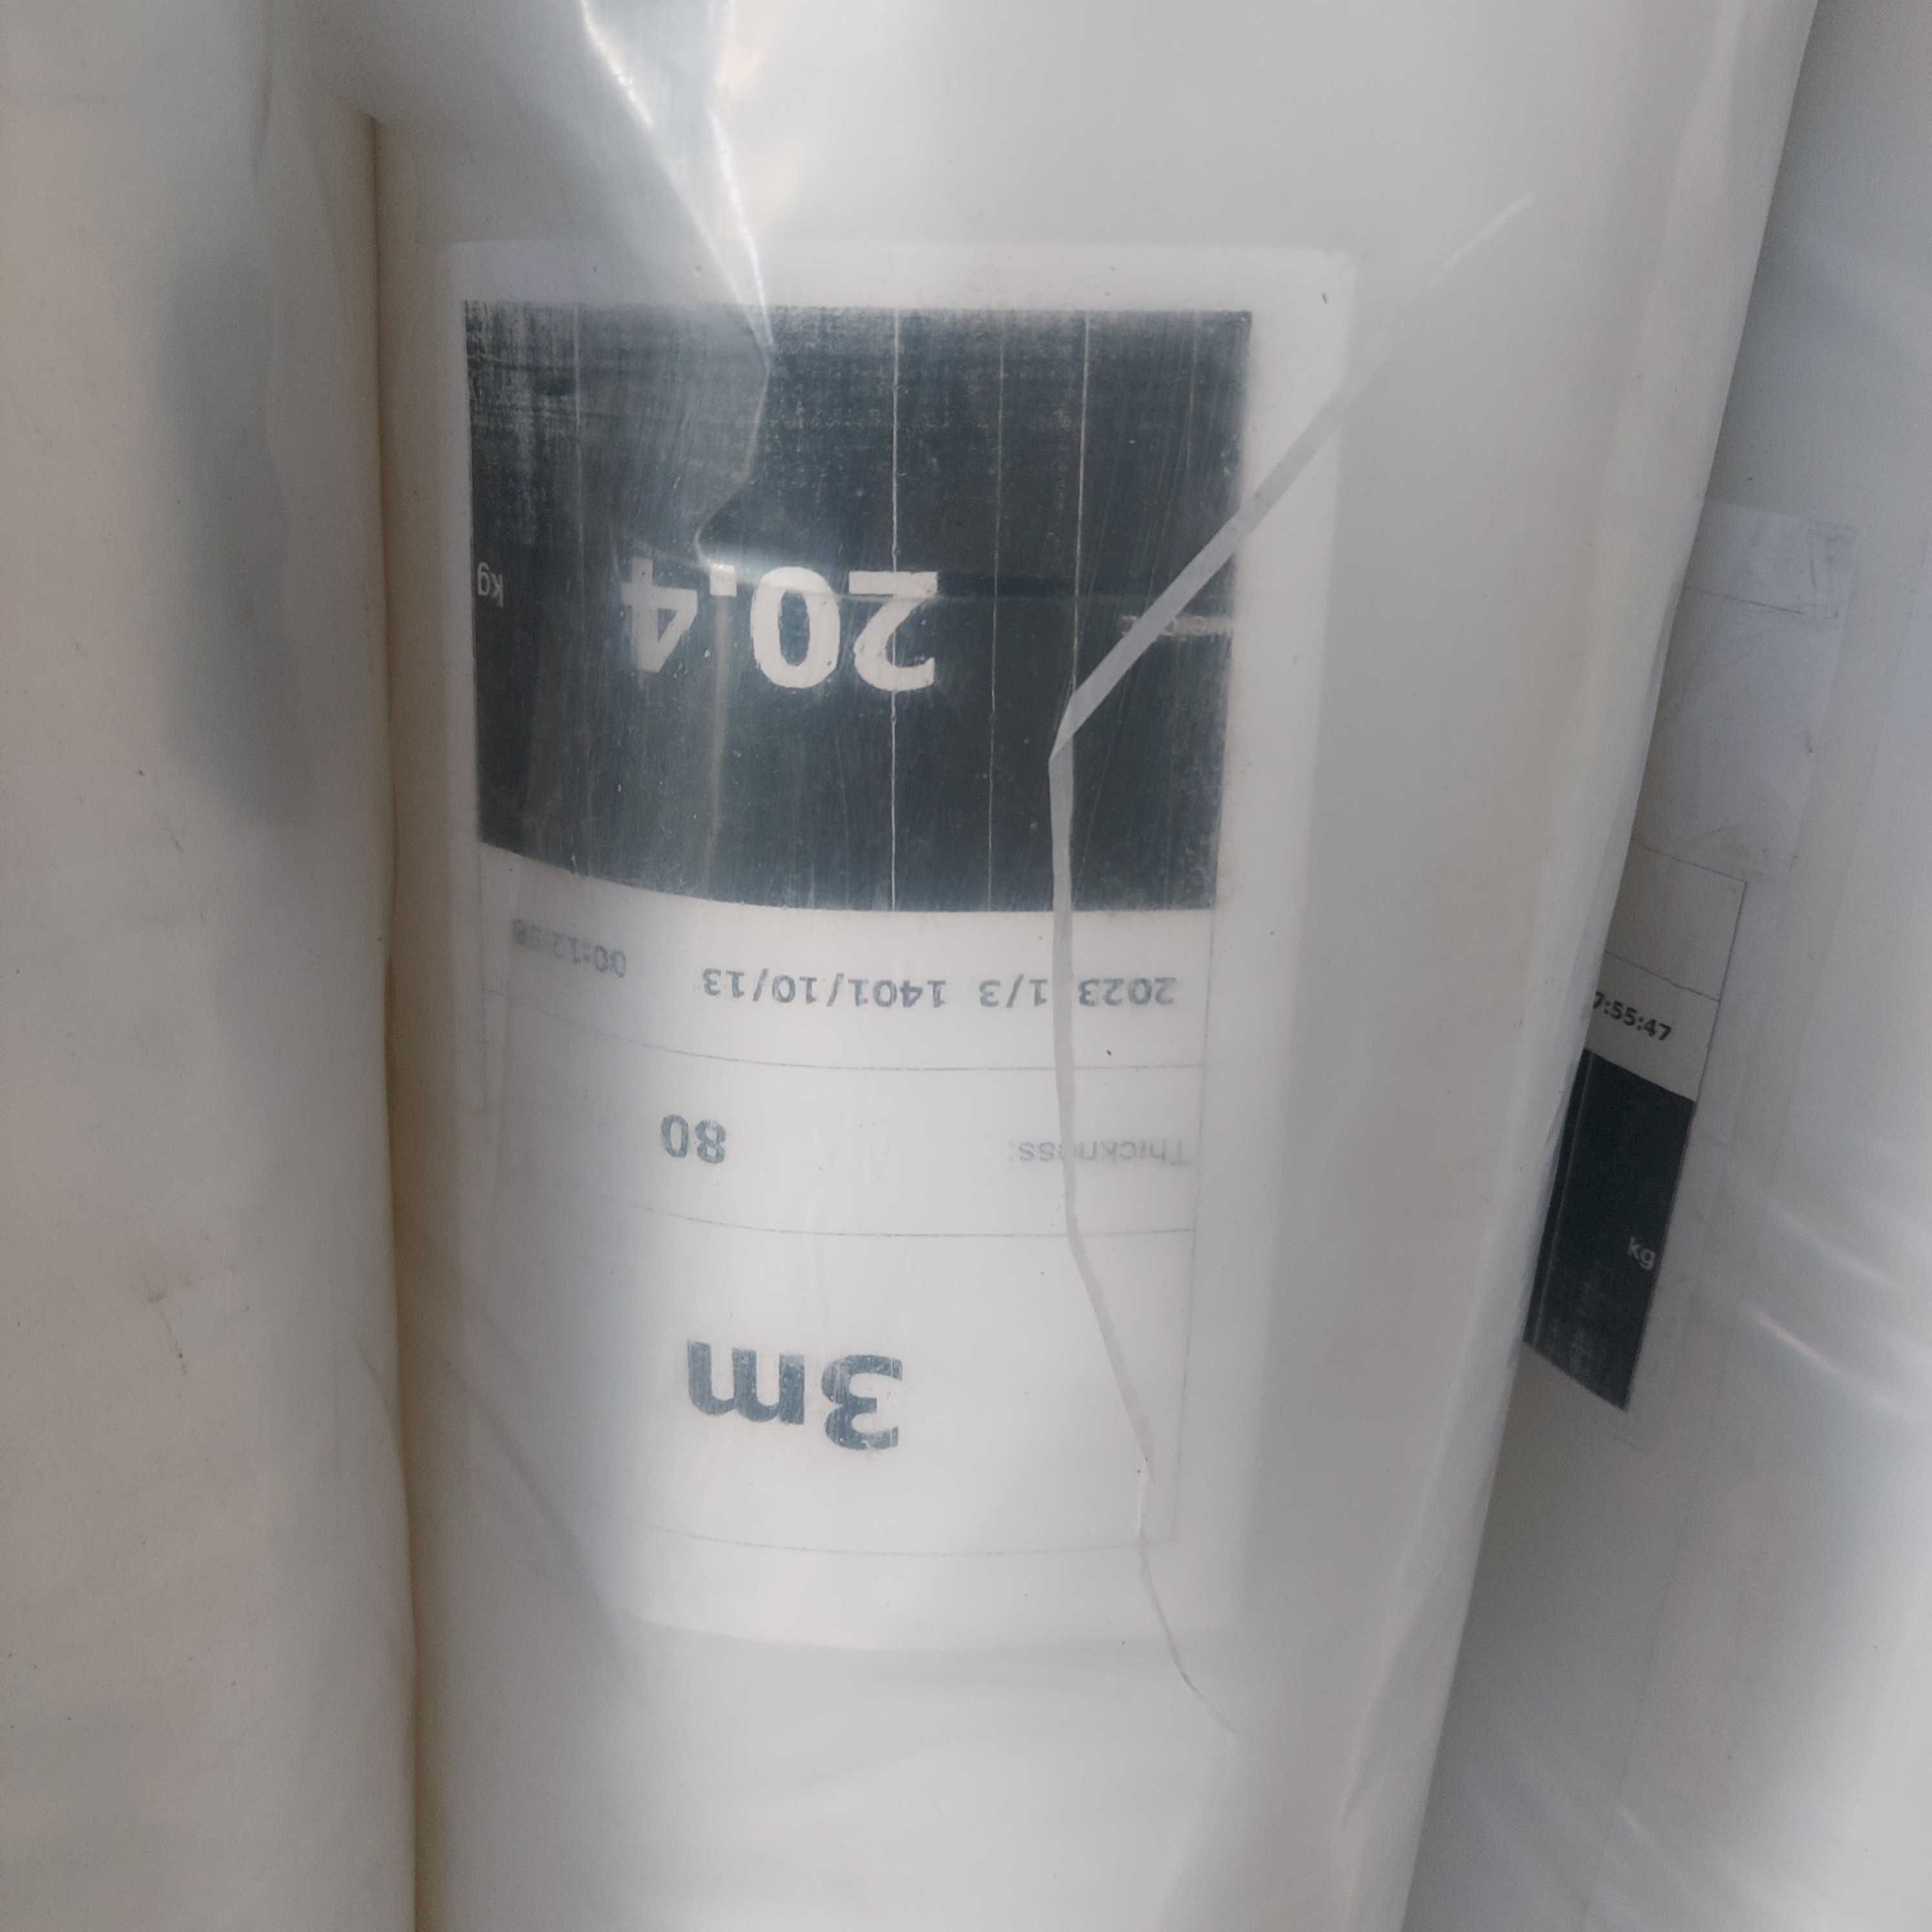 3m
Thickness: 80
2023/1/3 1401/10/13
20.4 kg
7:55:47
kg